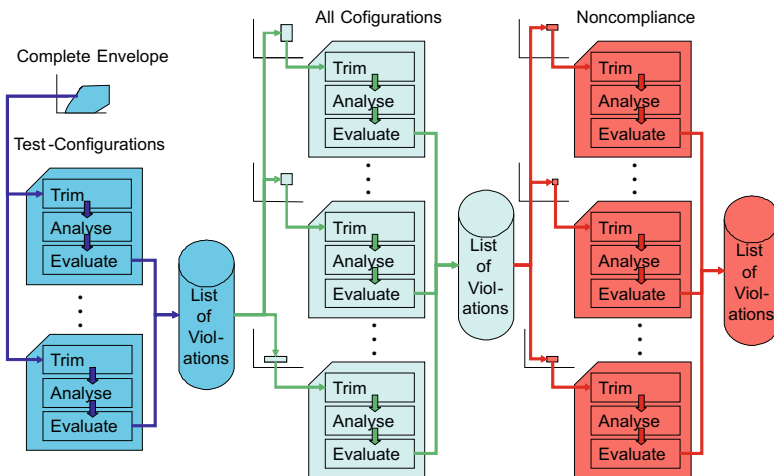 Complete Envelope
Test-Configurations
Trim
Analyse
Evaluate
Trim
Analyse
Evaluate
List
of
Viol-
ations
All Cofigurations
Trim
Analyse
Evaluate
Trim
Analyse
Evaluate
Trim
Analyse
Evaluate
List
of
Viol-
ations
Noncompliance
Trim
Analyse
Evaluate
Trim
Analyse
Evaluate
Trim
Analyse
Evaluate
List
of
Viol-
ations